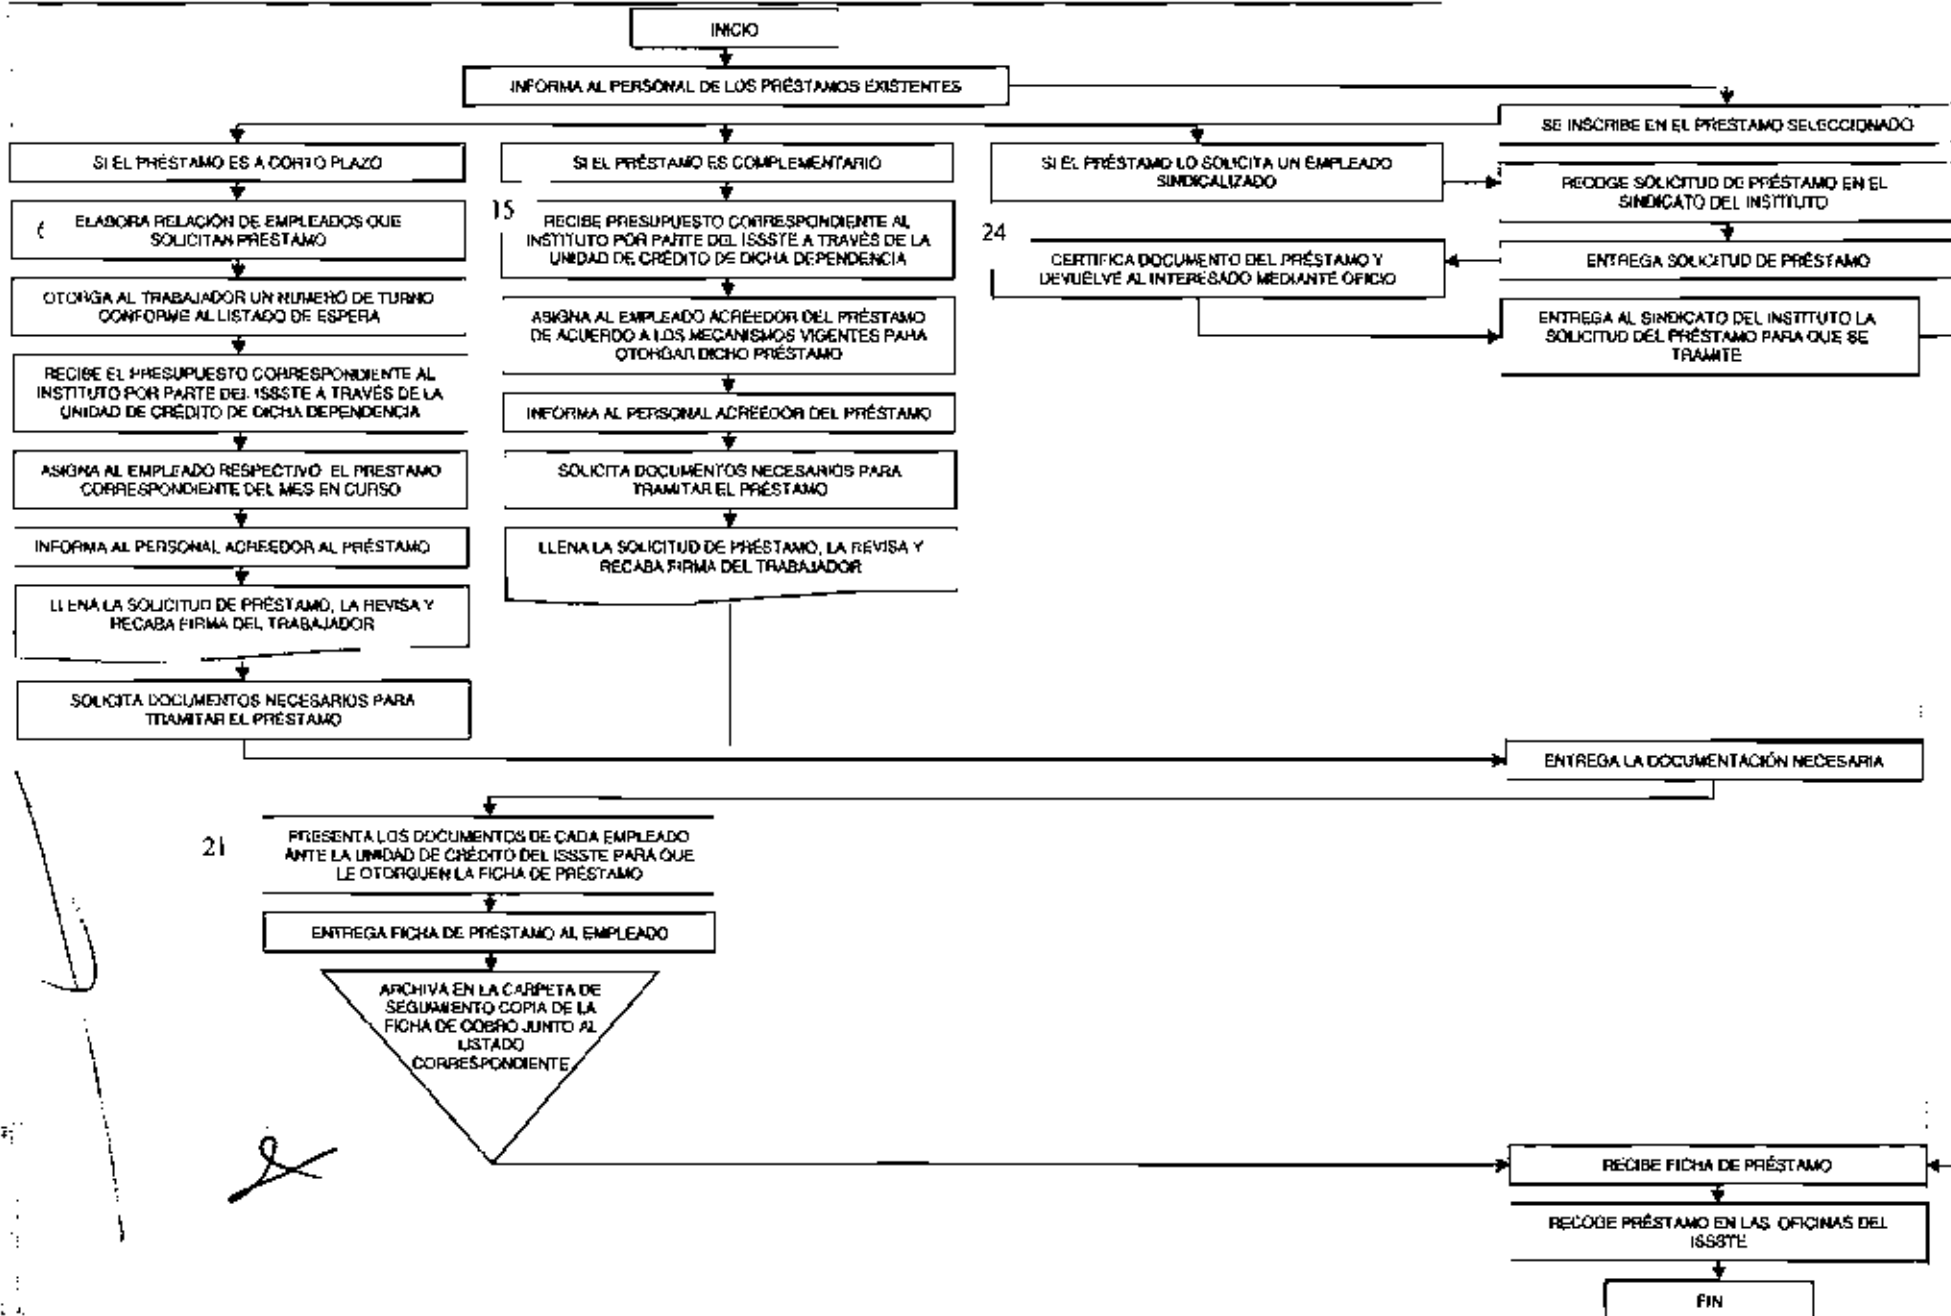 INICIO
INFORMA AL PERSONAL DE LOS PRÉSTAMOS EXISTENTES
SE INSCRIBE EN EL PRESTAMO SELECCIONADO
SI EL PRÉSTAMO ES A CORTO PLAZO
SI EL PRÉSTAMO ES COMPLEMENTARIO
SI EL PRÉSTAMO LO SOLICITA UN EMPLEADO
SINDICALIZADO
RECOGE SOLICITUD DE PRÉSTAMO EN EL
SINDICATO DEL INSTITUTO
ELABORA RELACIÓN DE EMPLEADOS QUE
SOLICITAN PRESTAMO
15
RECIBE PRESUPUESTO CORRESPONDIENTE AL
INSTITUTO POR PARTE DEL ISSSTE A TRAVÉS DE LA
UNIDAD DE CRÉDITO DE DICHA DEPENDENCIA
24
CERTIFICA DOCUMENTO DEL PRÉSTAMO Y
DEVUELVE AL INTERESADO MEDIANTE OFICIO
ENTREGA SOLICITUD DE PRÉSTAMO
OTORGA AL TRABAJADOR UN NUMERO DE TURNO
CONFORME AL LISTADO DE ESPERA
ASIGNA AL EMPLEADO ACREEDOR DEL PRÉSTAMO
DE ACUERDO A LOS MECANISMOS VIGENTES PARA
OTORGAR DICHO PRÉSTAMO
ENTREGA AL SINDICATO DEL INSTITUTO LA
SOLICITUD DEL PRÉSTAMO PARA QUE SE
TRAMITE
RECIBE EL PRESUPUESTO CORRESPONDIENTE AL
INSTITUTO POR PARTE DEL ISSSTE A TRAVÉS DE LA
UNIDAD DE CRÉDITO DE DICHA DEPENDENCIA
INFORMA AL PERSONAL ACREEDOR DEL PRÉSTAMO
ASIGNA AL EMPLEADO RESPECTIVO EL PRESTAMO
CORRESPONDIENTE DEL MES EN CURSO
SOLICITA DOCUMENTOS NECESARIOS PARA
TRAMITAR EL PRÉSTAMO
INFORMA AL PERSONAL ACREEDOR AL PRÉSTAMO
LLENA LA SOLICITUD DE PRÉSTAMO, LA REVISA Y
RECABA FIRMA DEL TRABAJADOR
LLENA LA SOLICITUD DE PRÉSTAMO, LA REVISA Y
RECABA FIRMA DEL TRABAJADOR
SOLICITA DOCUMENTOS NECESARIOS PARA
TRAMITAR EL PRÉSTAMO
ENTREGA LA DOCUMENTACIÓN NECESARIA
21
PRESENTA LOS DOCUMENTOS DE CADA EMPLEADO
ANTE LA UNIDAD DE CRÉDITO DEL ISSSTE PARA QUE
LE OTORGUEN LA FICHA DE PRÉSTAMO
ENTREGA FICHA DE PRÉSTAMO AL EMPLEADO
ARCHIVA EN LA CARPETA DE
SEGUIMIENTO COPIA DE LA
FICHA DE COBRO JUNTO AL
LISTADO
CORRESPONDIENTE
RECIBE FICHA DE PRÉSTAMO
RECOGE PRÉSTAMO EN LAS OFICINAS DEL
ISSSTE
FIN